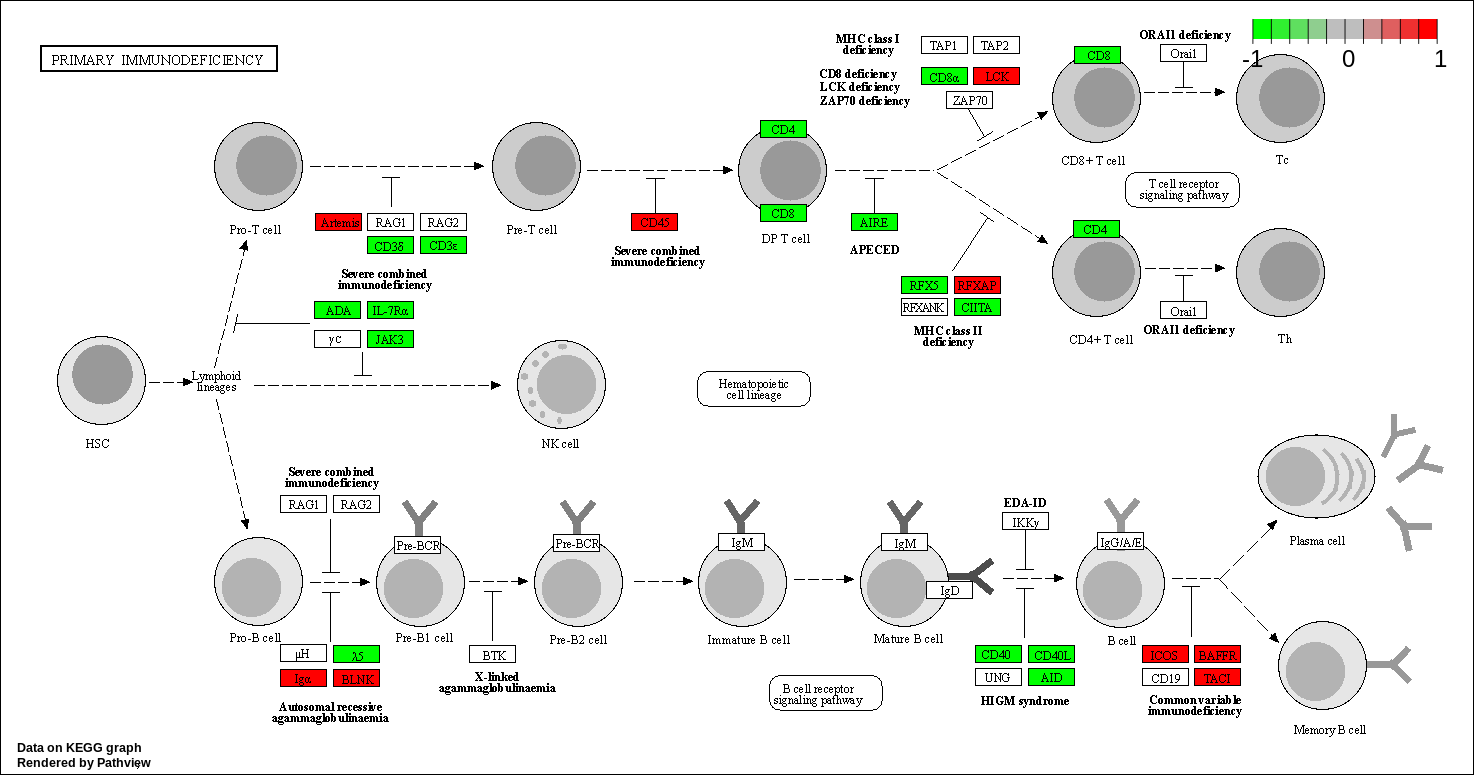 PRIMARY IMMUNODEFICIENCY
MHC class I
deficiency
TAP1
TAP2
CD8 deficiency
LCK deficiency
ZAP70 deficiency
CD8α
LCK
ZAP70
CD8
CD8+ T cell
ORAI1 deficiency
Orai1
Tc
-1
0
1
T cell receptor
signaling pathway
Pro-T cell
Artemis
RAG1
RAG2
CD3δ
CD3ε
Severe combined
immunodeficiency
Pre-T cell
CD45
Severe combined
immunodeficiency
CD4
CD8
DP T cell
AIRE
APECED
RFX5
RFXAP
RFXANK
CIITA
MHC class II
deficiency
CD4
CD4+ T cell
Orai1
ORAI1 deficiency
Th
ADA
IL-7Rα
γc
JAK3
HSC
Lymphoid
lineages
NK cell
Hematopoietic
cell lineage
Severe combined
immunodeficiency
RAG1
RAG2
Pro-B cell
μH
λ5
Igα
BLNK
Autosomal recessive
agammaglobulinaemia
Pre-BCR
Pre-B1 cell
BTK
X-linked
agammaglobulinaemia
Pre-BCR
Pre-B2 cell
IgM
Immature B cell
IgM
IgD
Mature B cell
B cell receptor
signaling pathway
EDA-ID
IKKγ
CD40
CD40L
UNG
AID
HIGM syndrome
IgG/A/E
B cell
ICOS
BAFFR
CD19
TACI
Common variable
immunodeficiency
Plasma cell
Memory B cell
Data on KEGG graph
Rendered by Pathview